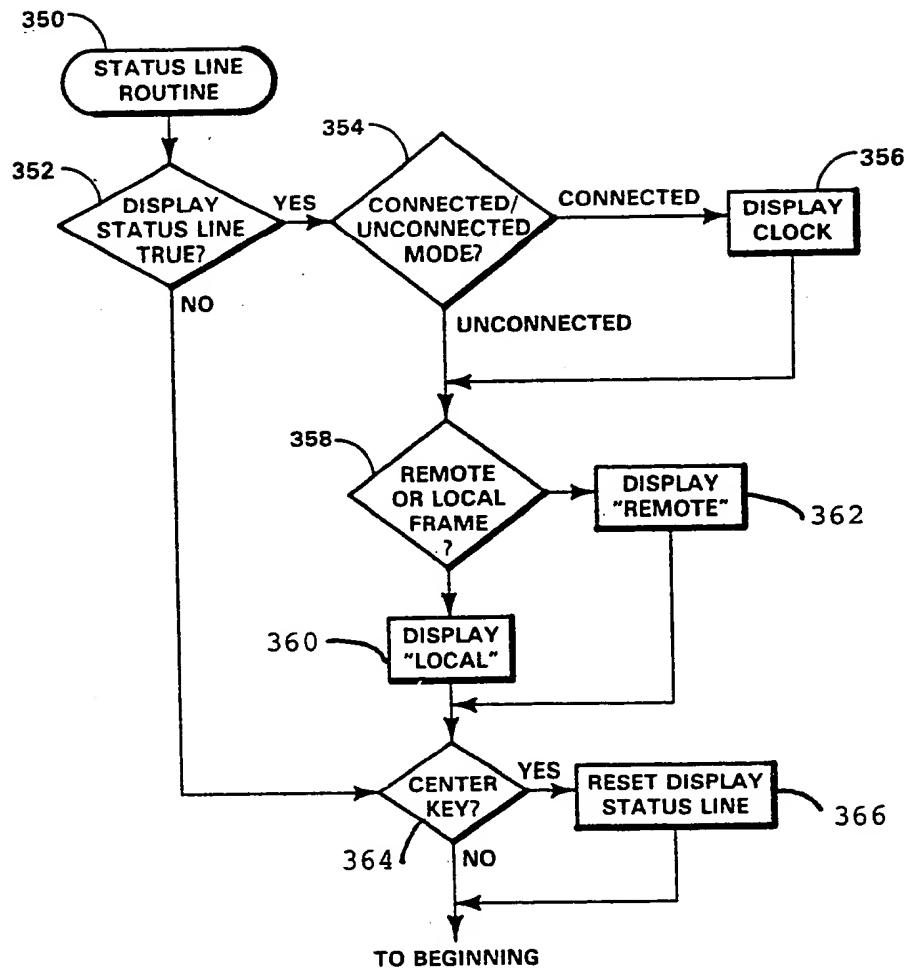 350
STATUS LINE
ROUTINE
354
352
356
DISPLAY
STATUS LINE
TRUE?
YES
CONNECTED/
UNCONNECTED
MODE?
CONNECTED
DISPLAY
CLOCK
NO
UNCONNECTED
358
REMOTE
OR LOCAL
FRAME
?
DISPLAY
"REMOTE"
362
360
DISPLAY
"LOCAL"
CENTER
KEY?
YES
RESET DISPLAY
STATUS LINE
366
364
NO
TO BEGINNING